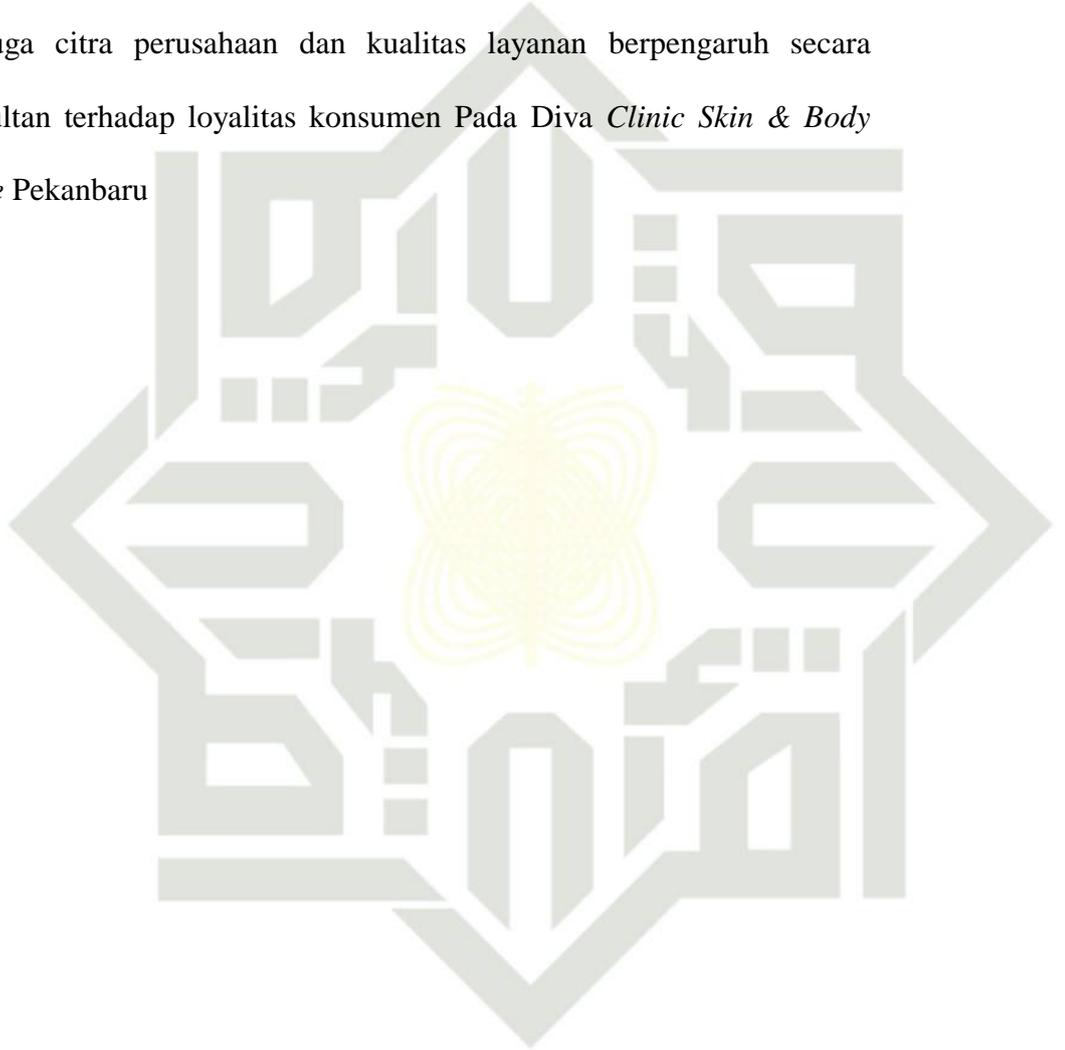 uga citra perusahaan dan kualitas layanan berpengaruh secara
ultan terhadap loyalitas konsumen Pada Diva Clinic Skin & Body
e Pekanbaru